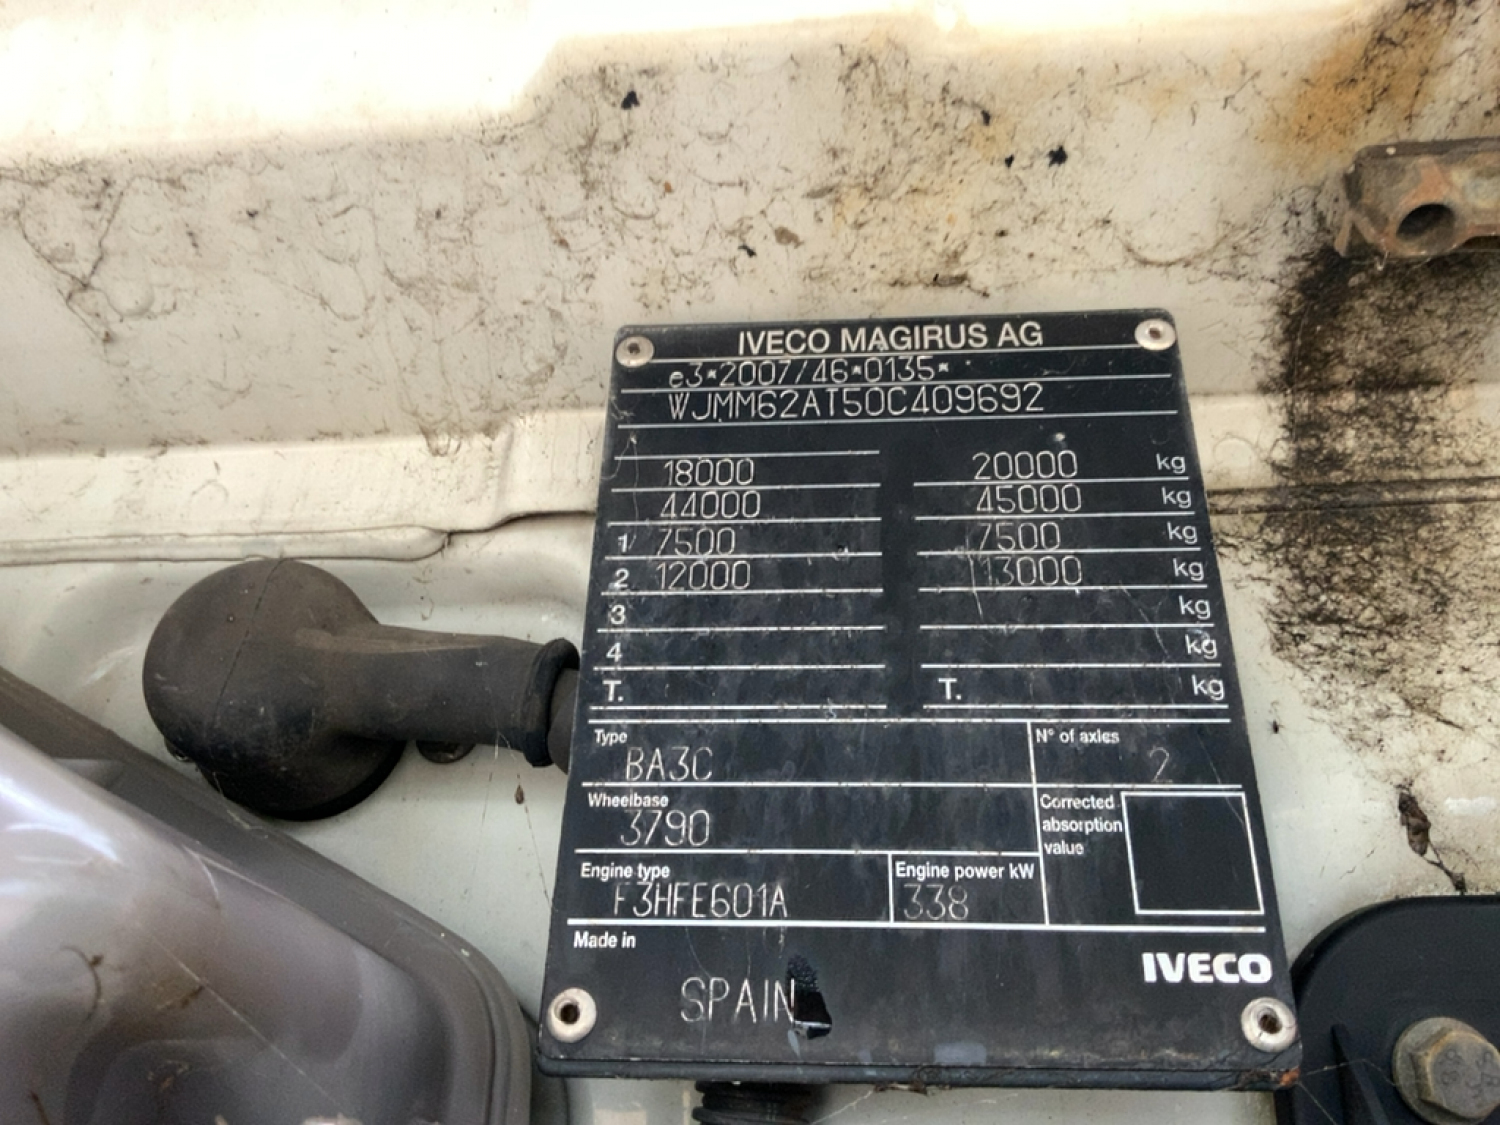 IVECO MAGIRUS AG
e3*2007/46*0135*
WJMM62AT50C409692
18000 20000 kg
44000 45000 kg
1 7500 7500 kg
2 12000 13000 kg
3 kg
4 kg
T. T. kg
Type N° of axles
BA3C 2
Wheelbase
3790
Corrected
absorption
value
Engine type Engine power kW
F3HFE601A 338
Made in
IVECO
SPAIN